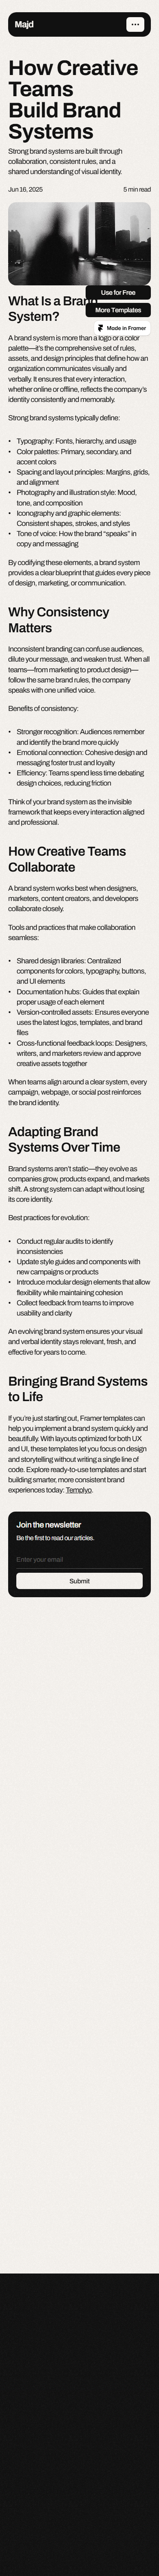 Majd
How Creative
Teams
Build Brand
Systems
Strong brand systems are built through
collaboration, consistent rules, and a
shared understanding of visual identity.
Jun 16, 2025
5 min read
Use for Free
More Templates
Made in Framer
What Is a Brand
System?
A brand system is more than a logo or a color
palette—it's the comprehensive set of rules,
assets, and design principles that define how an
organization communicates visually and
verbally. It ensures that every interaction,
whether online or offline, reflects the company's
identity consistently and memorably.
Strong brand systems typically define:
• Typography: Fonts, hierarchy, and usage
• Color palettes: Primary, secondary, and
accent colors
• Spacing and layout principles: Margins, grids,
and alignment
• Photography and illustration style: Mood,
tone, and composition
• Iconography and graphic elements:
Consistent shapes, strokes, and styles
• Tone of voice: How the brand "speaks" in
copy and messaging
By codifying these elements, a brand system
provides a clear blueprint that guides every piece
of design, marketing, or communication.
Why Consistency
Matters
Inconsistent branding can confuse audiences,
dilute your message, and weaken trust. When all
teams—from marketing to product design—
follow the same brand rules, the company
speaks with one unified voice.
Benefits of consistency:
• Stronger recognition: Audiences remember
and identify the brand more quickly
• Emotional connection: Cohesive design and
messaging foster trust and loyalty
• Efficiency: Teams spend less time debating
design choices, reducing friction
Think of your brand system as the invisible
framework that keeps every interaction aligned
and professional.
How Creative Teams
Collaborate
A brand system works best when designers,
marketers, content creators, and developers
collaborate closely.
Tools and practices that make collaboration
seamless:
• Shared design libraries: Centralized
components for colors, typography, buttons,
and UI elements
• Documentation hubs: Guides that explain
proper usage of each element
• Version-controlled assets: Ensures everyone
uses the latest logos, templates, and brand
files
• Cross-functional feedback loops: Designers,
writers, and marketers review and approve
creative assets together
When teams align around a clear system, every
campaign, webpage, or social post reinforces
the brand identity.
Adapting Brand
Systems Over Time
Brand systems aren't static—they evolve as
companies grow, products expand, and markets
shift. A strong system can adapt without losing
its core identity.
Best practices for evolution:
• Conduct regular audits to identify
inconsistencies
• Update style guides and components with
new campaigns or products
• Introduce modular design elements that allow
flexibility while maintaining cohesion
• Collect feedback from teams to improve
usability and clarity
An evolving brand system ensures your visual
and verbal identity stays relevant, fresh, and
effective for years to come.
Bringing Brand Systems
to Life
If you're just starting out, Framer templates can
help you implement a brand system quickly and
beautifully. With layouts optimized for both UX
and UI, these templates let you focus on design
and storytelling without writing a single line of
code. Explore ready-to-use templates and start
building smarter, more consistent brand
experiences today: Templyo.
Join the newsletter
Be the first to read our articles.
Enter your email
Submit